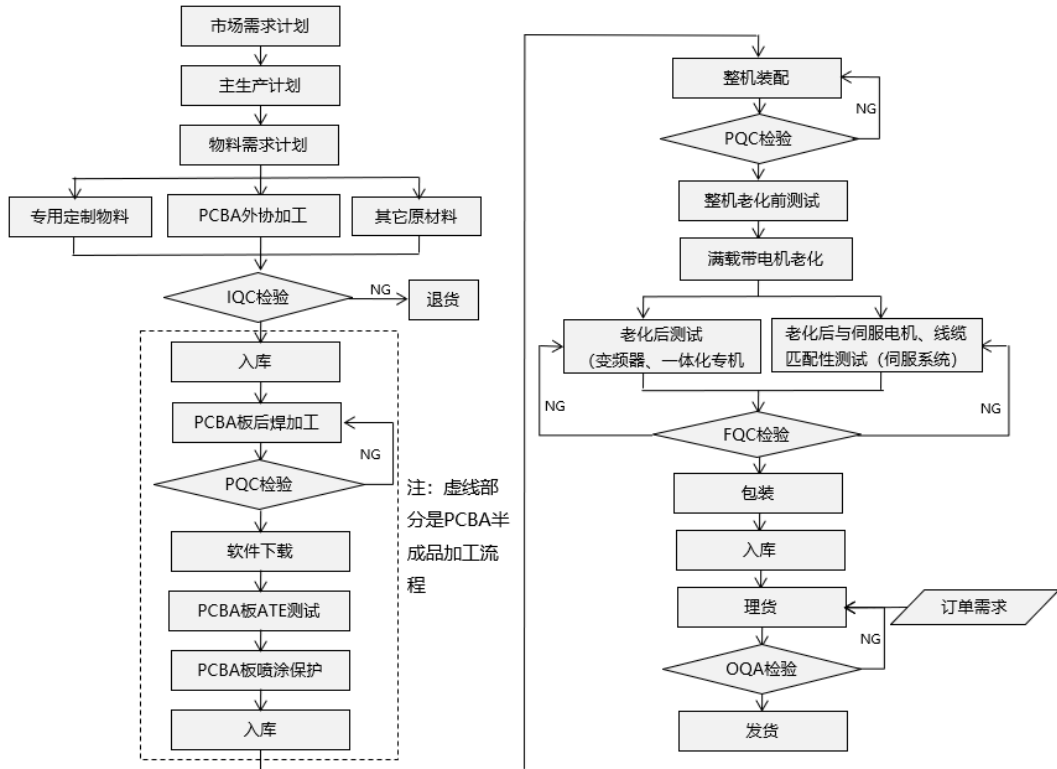 市场需求计划
主生产计划
物料需求计划
专用定制物料
PCBA外协加工
其它原材料
IQC检验
NG
退货
入库
PCBA板后焊加工
NG
PQC检验
软件下载
PCBA板ATE测试
PCBA板喷涂保护
入库
注：虚线部
分是PCBA半
成品加工流
程
整机装配
NG
PQC检验
整机老化前测试
满载带电机老化
老化后测试
（变频器、一体化专机
老化后与伺服电机、线缆
匹配性测试（伺服系统）
NG
NG
FQC检验
包装
入库
理货
订单需求
NG
OQA检验
发货